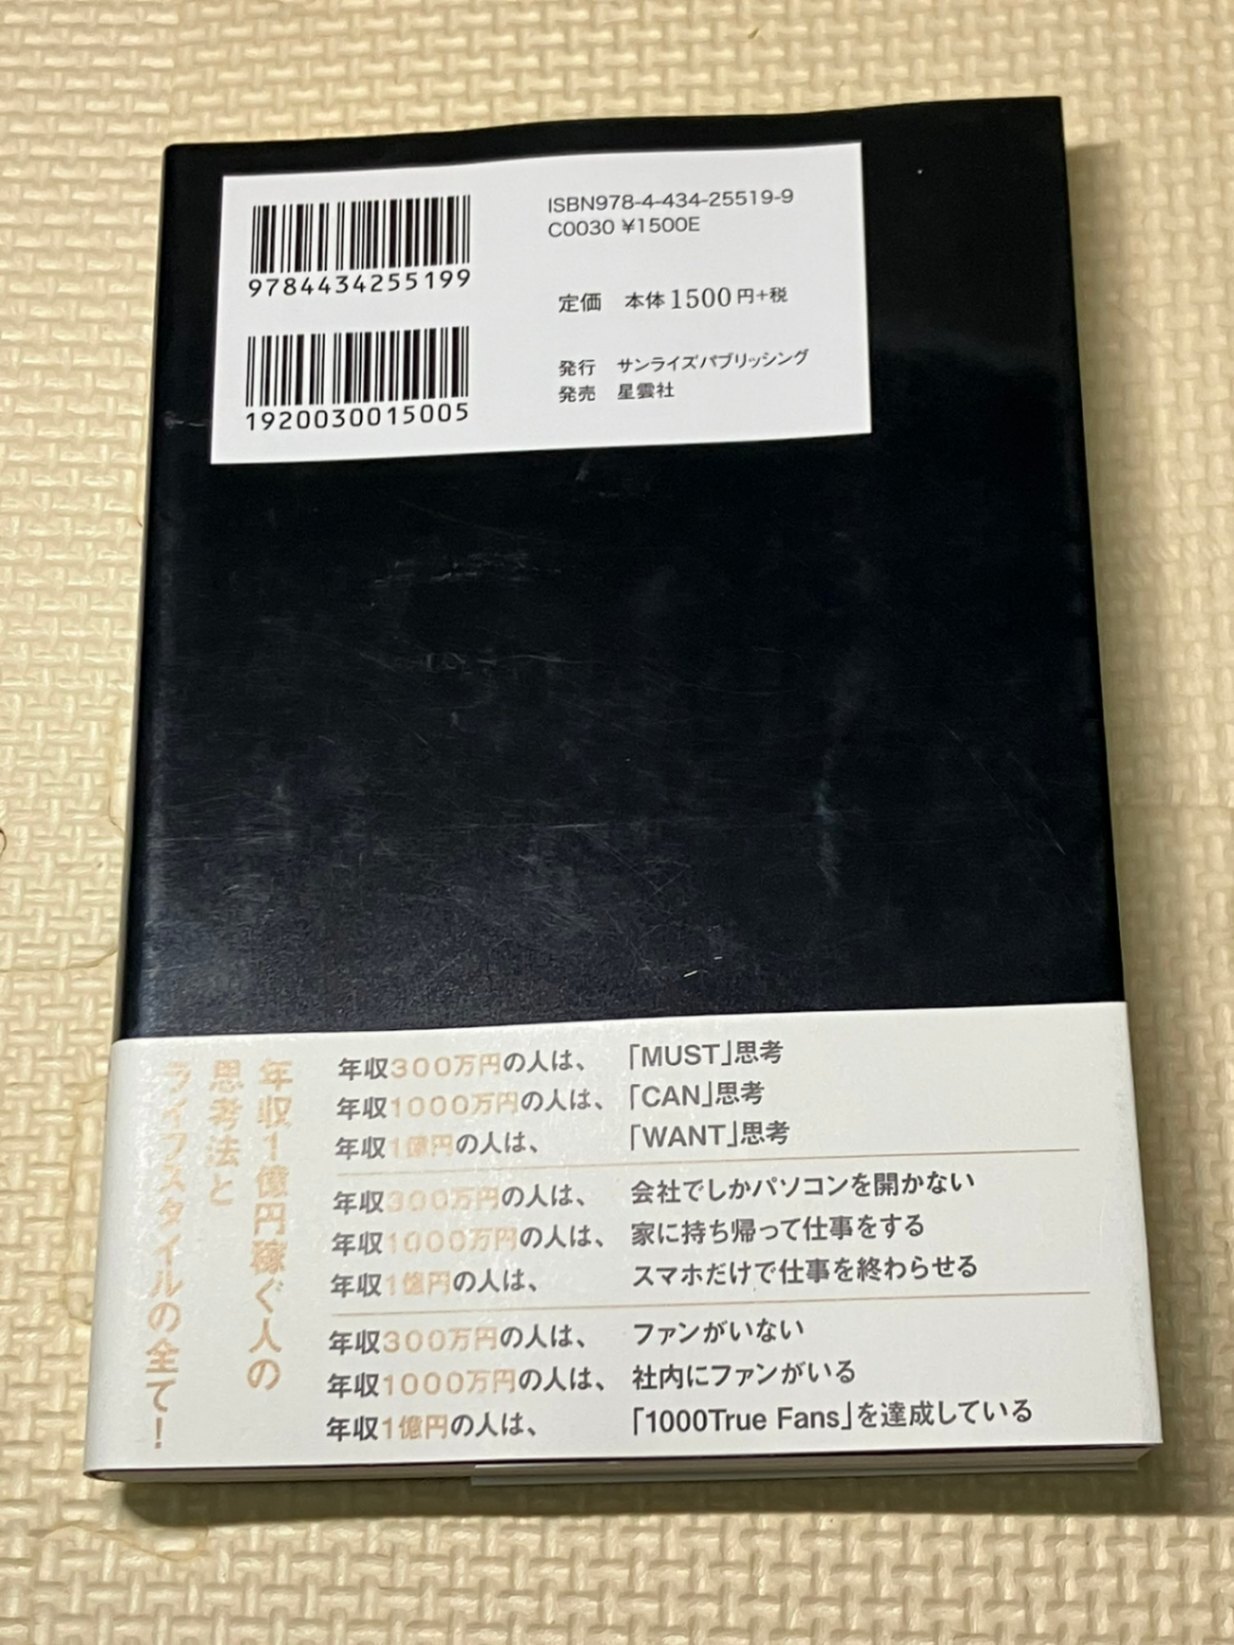 9784434255199
1920030015005
ISBN978-4-434-25519-9
C0030 ¥1500E
定価　本体1500円+税
発行　サンライズパブリッシング
発売　星雲社
年収1億円稼ぐ人の
思考法と
ライフスタイルの全て!
年収300万円の人は、「MUST」思考
年収1000万円の人は、「CAN」思考
年収1億円の人は、「WANT」思考
年収300万円の人は、会社でしかパソコンを開かない
年収1000万円の人は、家に持ち帰って仕事をする
年収1億円の人は、スマホだけで仕事を終わらせる
年収300万円の人は、ファンがいない
年収1000万円の人は、社内にファンがいる
年収1億円の人は、「1000True Fans」を達成している